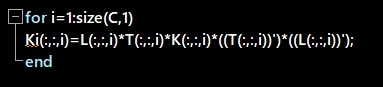 for i=1:size(C,1)
Ki(:,:,i)=L(:,:,i)*T(:,:,i)*K(:,:,i)*((T(:,:,i))')*((L(:,:,i))');
end